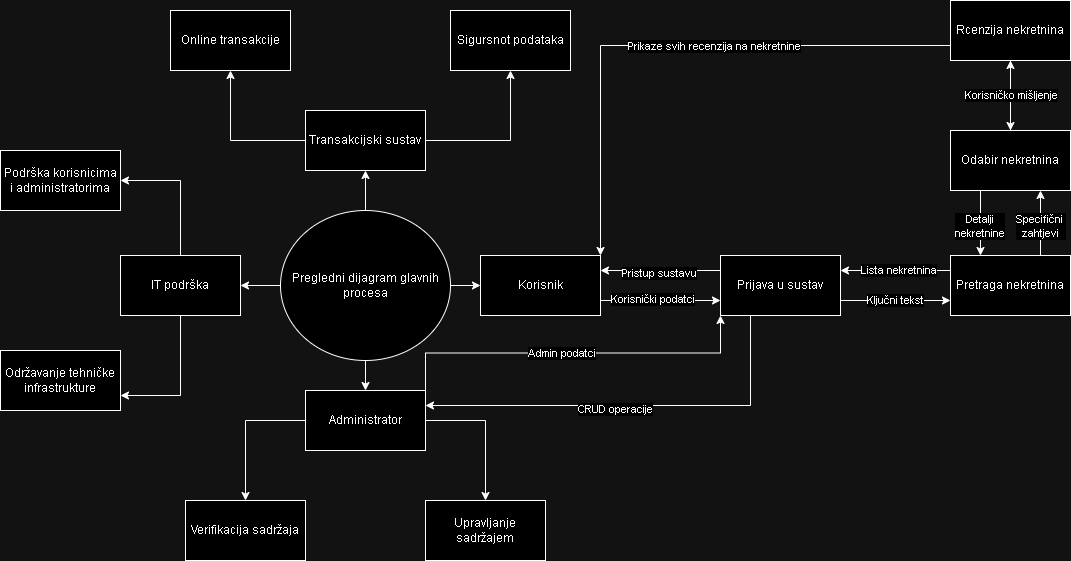 Rcenzija nekretnina
Online transakcije
Sigursnot podataka
Prikaze svih recenzija na nekretnine
Korisničko mišljenje
Transakcijski sustav
Odabir nekretnina
Podrška korisnicima
i administratorima
Detalji
nekretnine
Specifični
zahtjevi
Pregledni dijagram glavnih
procesa
IT podrška
Korisnik
Pristup sustavu
Korisnički podatci
Prijava u sustav
Lista nekretnina
Ključni tekst
Pretraga nekretnina
Admin podatci
Održavanje tehničke
infrastrukture
CRUD operacije
Administrator
Verifikacija sadržaja
Upravljanje
sadržajem